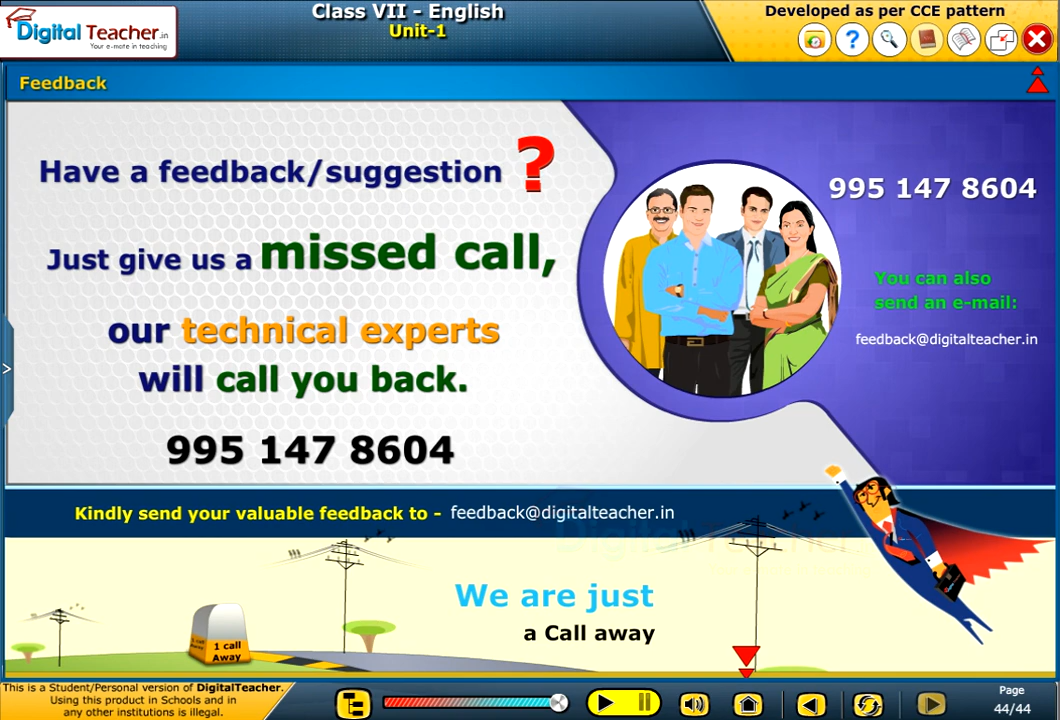 Digital Teacher.in
Your e-mate in teaching
Class VII - English
Unit-1
Developed as per CCE pattern
Feedback
Have a feedback/suggestion ?
Just give us a missed call,
our technical experts
will call you back.
995 147 8604
995 147 8604
You can also
send an e-mail:
feedback@digitalteacher.in
Kindly send your valuable feedback to - feedback@digitalteacher.in
We are just
a Call away
1 call
Away
This is a Student/Personal version of DigitalTeacher.
Using this product in Schools and in
any other institutions is illegal.
Page
44/44